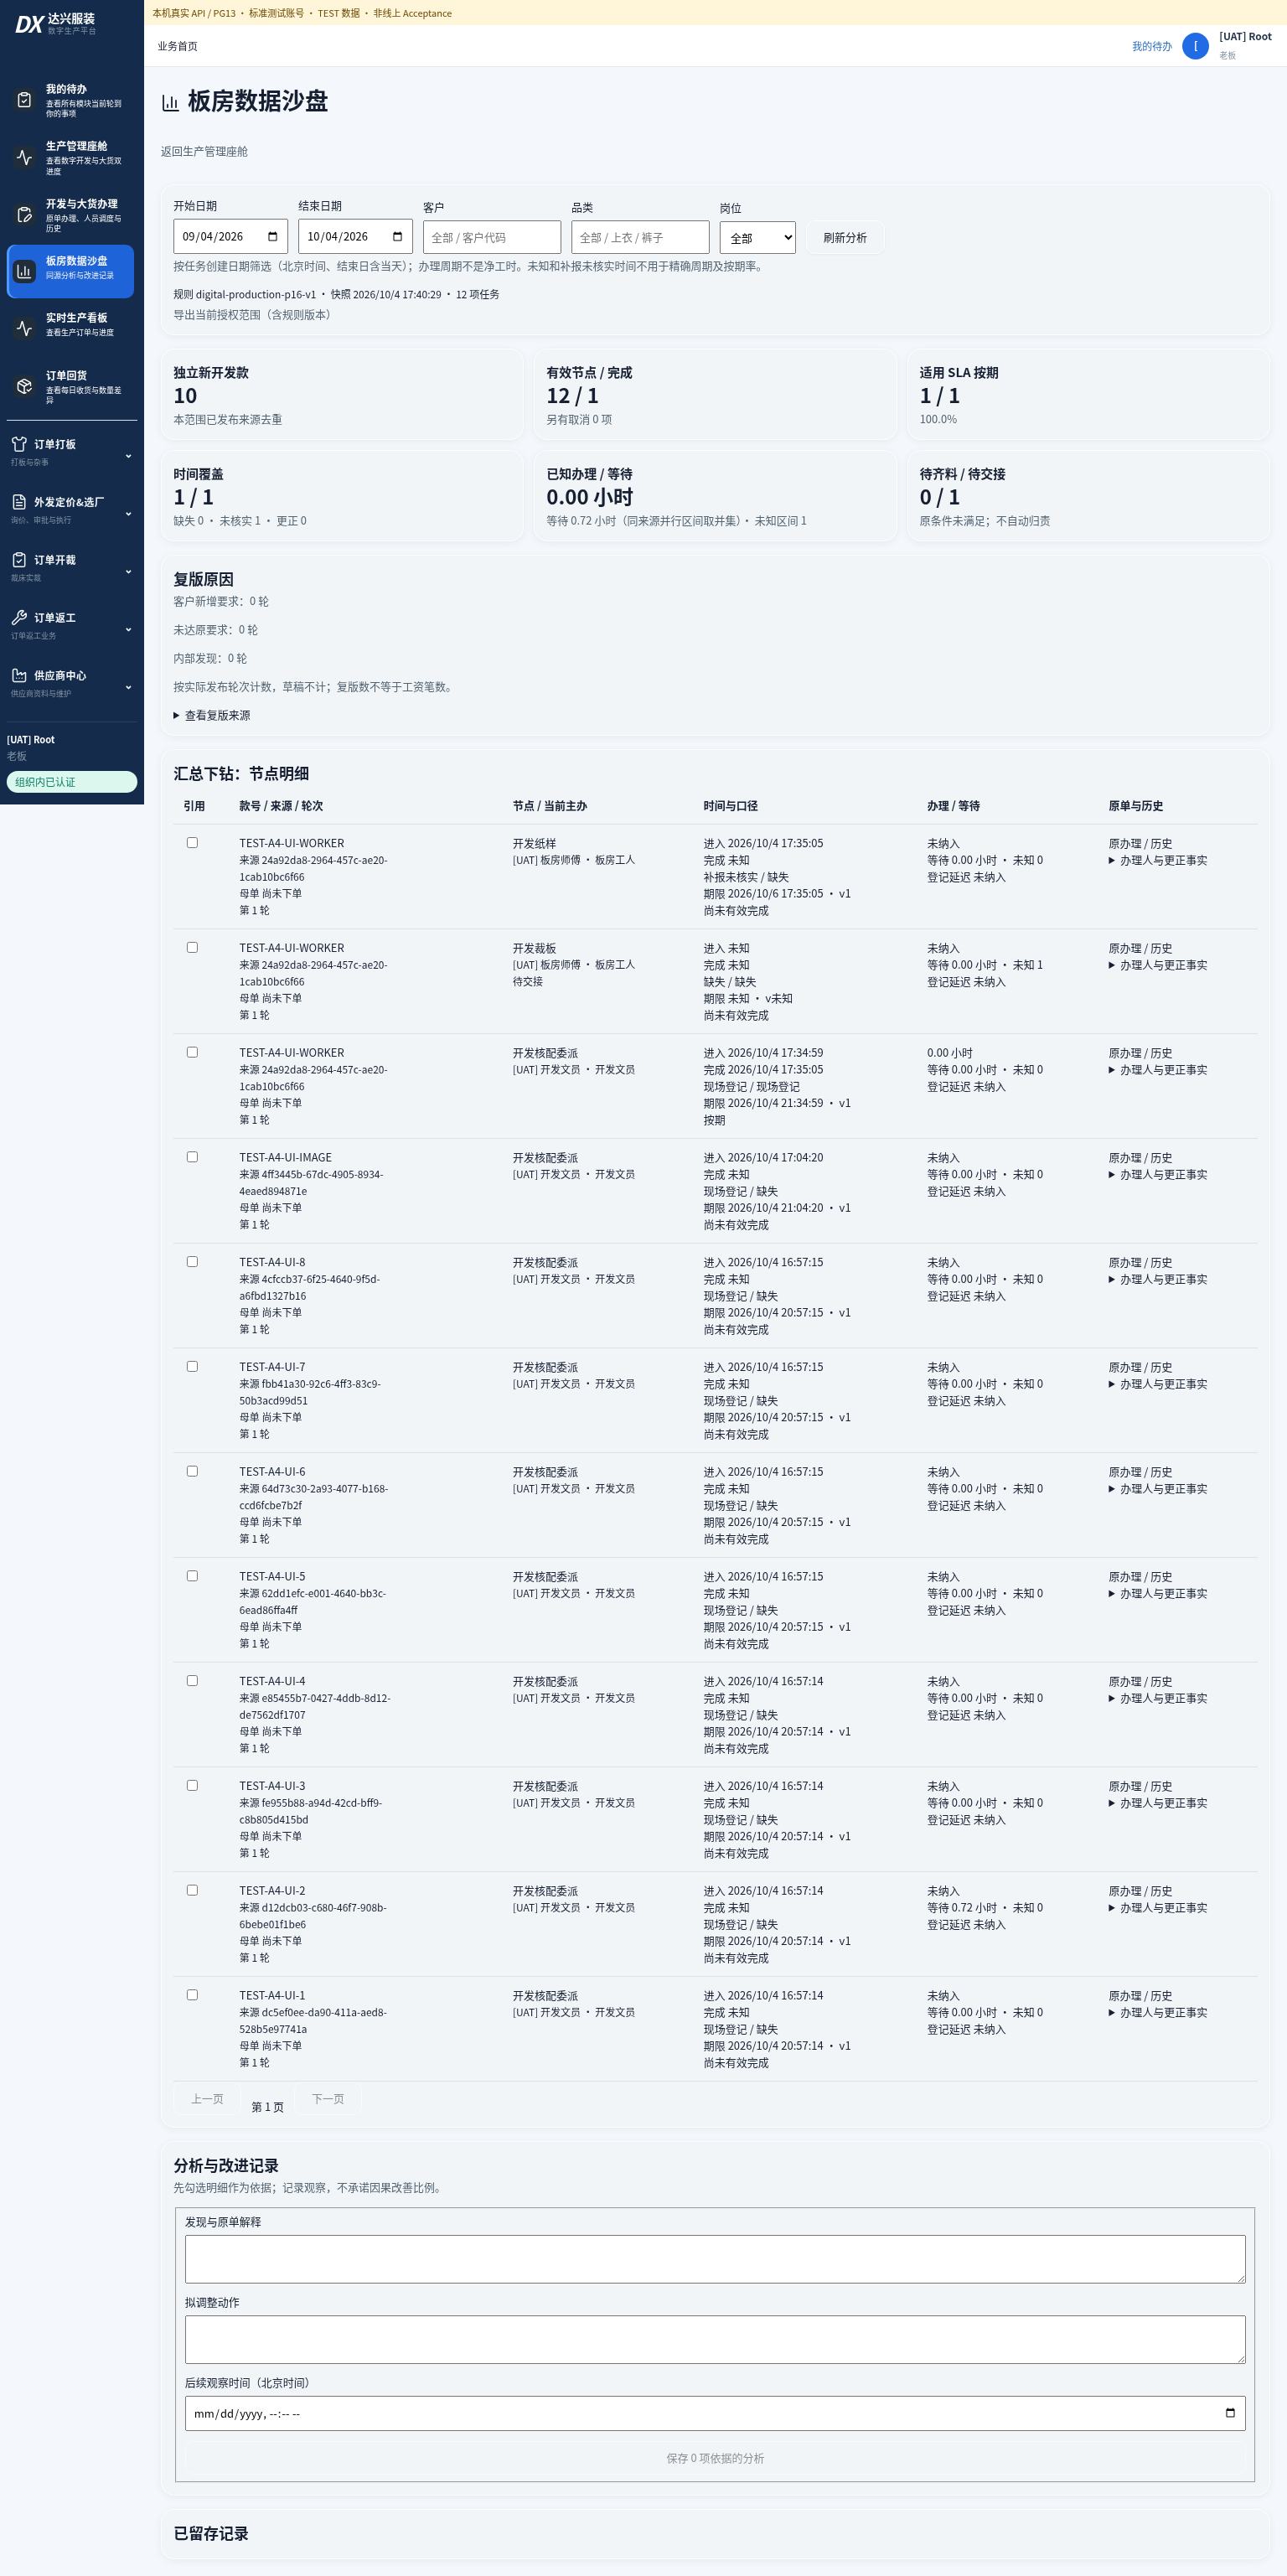 DX 达兴服装
数字生产平台
我的待办
查看所有模块当前轮到
你的事项
生产管理座舱
查看数字开发与大货双
进度
开发与大货办理
原单办理、人员调度与
历史
板房数据沙盘
同源分析与改进记录
实时生产看板
查看生产订单与进度
订单回货
查看每日收货与数量差
异
订单打板
打板与杂事
外发定价&选厂
询价、审批与执行
订单开裁
裁床实裁
订单返工
订单返工业务
供应商中心
供应商资料与维护
[UAT] Root
老板
组织内已认证
本机真实 API / PG13 · 标准测试账号 · TEST 数据 · 非线上 Acceptance
业务首页
我的待办
[
[UAT] Root
老板
板房数据沙盘
返回生产管理座舱
开始日期 结束日期 客户 品类 岗位
09/04/2026 10/04/2026 全部 / 客户代码 全部 / 上衣 / 裤子 全部 刷新分析
按任务创建日期筛选（北京时间、结束日含当天）；办理周期不是净工时。未知和补报未核实时间不用于精确周期及按期率。
规则 digital-production-p16-v1 · 快照 2026/10/4 17:40:29 · 12 项任务
导出当前授权范围（含规则版本）
独立新开发款
10
本范围已发布来源去重
有效节点 / 完成
12 / 1
另有取消 0 项
适用 SLA 按期
1 / 1
100.0%
时间覆盖
1 / 1
缺失 0 · 未核实 1 · 更正 0
已知办理 / 等待
0.00 小时
等待 0.72 小时（同来源并行区间取并集）· 未知区间 1
待齐料 / 待交接
0 / 1
原条件未满足；不自动归责
复版原因
客户新增要求：0 轮
未达原要求：0 轮
内部发现：0 轮
按实际发布轮次计数，草稿不计；复版数不等于工资笔数。
▶ 查看复版来源
汇总下钻：节点明细
引用 款号 / 来源 / 轮次 节点 / 当前主办 时间与口径 办理 / 等待 原单与历史
TEST-A4-UI-WORKER 开发纸样 进入 2026/10/4 17:35:05 未纳入 原办理 / 历史
来源 24a92da8-2964-457c-ae20- [UAT] 板房师傅 · 板房工人 完成 未知 等待 0.00 小时 · 未知 0 ▶ 办理人与更正事实
1cab10bc6f66 补报未核实 / 缺失 登记延迟 未纳入
母单 尚未下单 期限 2026/10/6 17:35:05 · v1
第 1 轮 尚未有效完成
TEST-A4-UI-WORKER 开发裁板 进入 未知 未纳入 原办理 / 历史
来源 24a92da8-2964-457c-ae20- [UAT] 板房师傅 · 板房工人 完成 未知 等待 0.00 小时 · 未知 1 ▶ 办理人与更正事实
1cab10bc6f66 待交接 缺失 / 缺失 登记延迟 未纳入
母单 尚未下单 期限 未知 · v未知
第 1 轮 尚未有效完成
TEST-A4-UI-WORKER 开发核配委派 进入 2026/10/4 17:34:59 0.00 小时 原办理 / 历史
来源 24a92da8-2964-457c-ae20- [UAT] 开发文员 · 开发文员 完成 2026/10/4 17:35:05 等待 0.00 小时 · 未知 0 ▶ 办理人与更正事实
1cab10bc6f66 现场登记 / 现场登记 登记延迟 未纳入
母单 尚未下单 期限 2026/10/4 21:34:59 · v1
第 1 轮 按期
TEST-A4-UI-IMAGE 开发核配委派 进入 2026/10/4 17:04:20 未纳入 原办理 / 历史
来源 4ff3445b-67dc-4905-8934- [UAT] 开发文员 · 开发文员 完成 未知 等待 0.00 小时 · 未知 0 ▶ 办理人与更正事实
4eaed894871e 现场登记 / 缺失 登记延迟 未纳入
母单 尚未下单 期限 2026/10/4 21:04:20 · v1
第 1 轮 尚未有效完成
TEST-A4-UI-8 开发核配委派 进入 2026/10/4 16:57:15 未纳入 原办理 / 历史
来源 4cfccb37-6f25-4640-9f5d- [UAT] 开发文员 · 开发文员 完成 未知 等待 0.00 小时 · 未知 0 ▶ 办理人与更正事实
a6fbd1327b16 现场登记 / 缺失 登记延迟 未纳入
母单 尚未下单 期限 2026/10/4 20:57:15 · v1
第 1 轮 尚未有效完成
TEST-A4-UI-7 开发核配委派 进入 2026/10/4 16:57:15 未纳入 原办理 / 历史
来源 fbb41a30-92c6-4ff3-83c9- [UAT] 开发文员 · 开发文员 完成 未知 等待 0.00 小时 · 未知 0 ▶ 办理人与更正事实
50b3acd99d51 现场登记 / 缺失 登记延迟 未纳入
母单 尚未下单 期限 2026/10/4 20:57:15 · v1
第 1 轮 尚未有效完成
TEST-A4-UI-6 开发核配委派 进入 2026/10/4 16:57:15 未纳入 原办理 / 历史
来源 64d73c30-2a93-4077-b168- [UAT] 开发文员 · 开发文员 完成 未知 等待 0.00 小时 · 未知 0 ▶ 办理人与更正事实
ccd6fcbe7b2f 现场登记 / 缺失 登记延迟 未纳入
母单 尚未下单 期限 2026/10/4 20:57:15 · v1
第 1 轮 尚未有效完成
TEST-A4-UI-5 开发核配委派 进入 2026/10/4 16:57:15 未纳入 原办理 / 历史
来源 62dd1efc-e001-4640-bb3c- [UAT] 开发文员 · 开发文员 完成 未知 等待 0.00 小时 · 未知 0 ▶ 办理人与更正事实
6ead86ffa4ff 现场登记 / 缺失 登记延迟 未纳入
母单 尚未下单 期限 2026/10/4 20:57:15 · v1
第 1 轮 尚未有效完成
TEST-A4-UI-4 开发核配委派 进入 2026/10/4 16:57:14 未纳入 原办理 / 历史
来源 e85455b7-0427-4ddb-8d12- [UAT] 开发文员 · 开发文员 完成 未知 等待 0.00 小时 · 未知 0 ▶ 办理人与更正事实
de7562df1707 现场登记 / 缺失 登记延迟 未纳入
母单 尚未下单 期限 2026/10/4 20:57:14 · v1
第 1 轮 尚未有效完成
TEST-A4-UI-3 开发核配委派 进入 2026/10/4 16:57:14 未纳入 原办理 / 历史
来源 fe955b88-a94d-42cd-bff9- [UAT] 开发文员 · 开发文员 完成 未知 等待 0.00 小时 · 未知 0 ▶ 办理人与更正事实
c8b805d415bd 现场登记 / 缺失 登记延迟 未纳入
母单 尚未下单 期限 2026/10/4 20:57:14 · v1
第 1 轮 尚未有效完成
TEST-A4-UI-2 开发核配委派 进入 2026/10/4 16:57:14 未纳入 原办理 / 历史
来源 d12dcb03-c680-46f7-908b- [UAT] 开发文员 · 开发文员 完成 未知 等待 0.72 小时 · 未知 0 ▶ 办理人与更正事实
6bebe01f1be6 现场登记 / 缺失 登记延迟 未纳入
母单 尚未下单 期限 2026/10/4 20:57:14 · v1
第 1 轮 尚未有效完成
TEST-A4-UI-1 开发核配委派 进入 2026/10/4 16:57:14 未纳入 原办理 / 历史
来源 dc5ef0ee-da90-411a-aed8- [UAT] 开发文员 · 开发文员 完成 未知 等待 0.00 小时 · 未知 0 ▶ 办理人与更正事实
528b5e97741a 现场登记 / 缺失 登记延迟 未纳入
母单 尚未下单 期限 2026/10/4 20:57:14 · v1
第 1 轮 尚未有效完成
上一页 第 1 页 下一页
分析与改进记录
先勾选明细作为依据；记录观察，不承诺因果改善比例。
发现与原单解释
拟调整动作
后续观察时间（北京时间）
mm/dd/yyyy, --:-- --
保存 0 项依据的分析
已留存记录